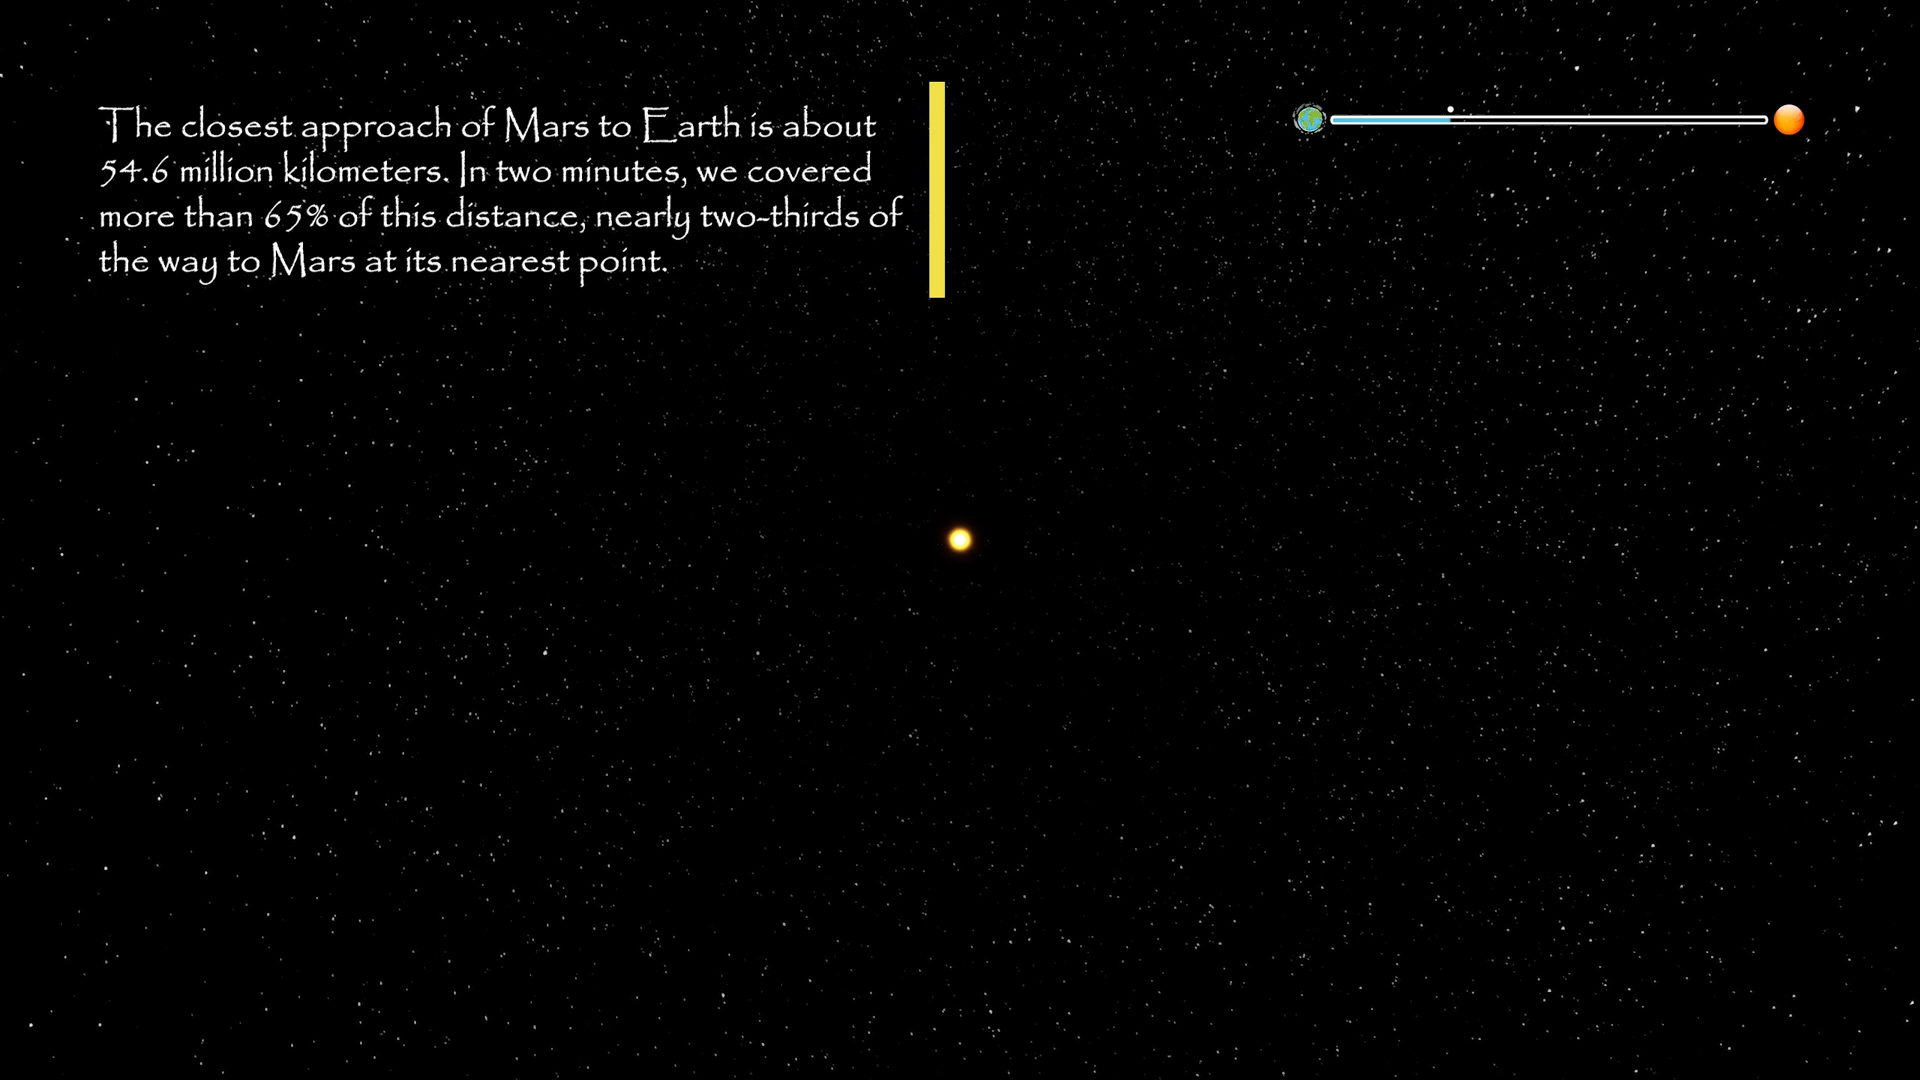 The closest approach of Mars to Earth is about
54.6 million kilometers. In two minutes, we covered
more than 65% of this distance, nearly two-thirds of
the way to Mars at its nearest point.